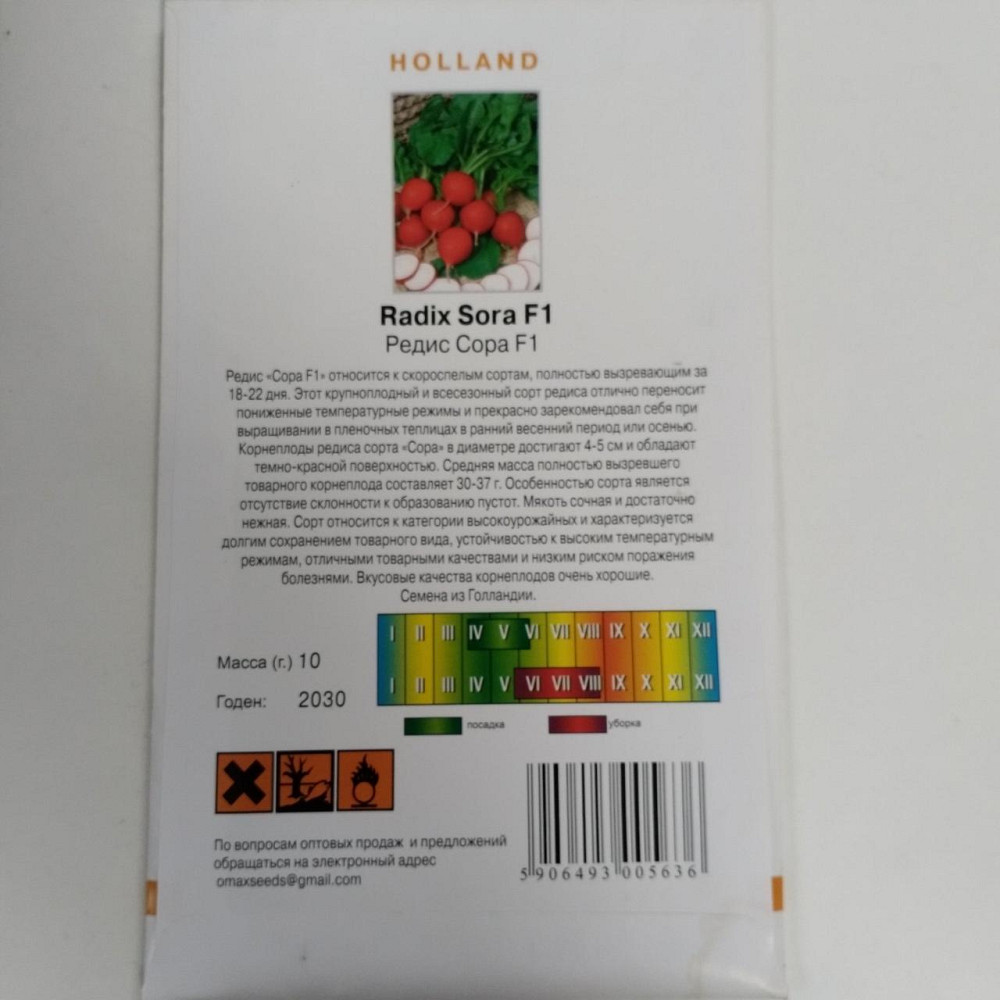 HOLLAND
Radix Sora F1
Редис Сора F1
Редис «Сора F1» относится к скороспелым сортам, полностью вызревающим за
18-22 дня. Этот крупноплодный и всесезонный сорт редиса отлично переносит
пониженные температурные режимы и прекрасно зарекомендовал себя при
выращивании в пленочных теплицах в ранний весенний период или осенью.
Корнеплоды редиса сорта «Сора» в диаметре достигают 4-5 см и обладают
темно-красной поверхностью. Средняя масса полностью вызревшего
товарного корнеплода составляет 30-37 г. Особенностью сорта является
отсутствие склонности к образованию пустот. Мякоть сочная и достаточно
нежная. Сорт относится к категории высокоурожайных и характеризуется
долгим сохранением товарного вида, устойчивостью к высоким температурным
режимам, отличными товарными качествами и низким риском поражения
болезнями. Вкусовые качества корнеплодов очень хорошие.
Семена из Голландии.
I II III IV V VI VII VIII IX X XI XII
Масса (г.) 10
I II III IV V VI VII VIII IX X XI XII
Годен: 2030
посадка уборка
По вопросам оптовых продаж и предложений
обращаться на электронный адрес
omaxseeds@gmail.com
5 906493 005636